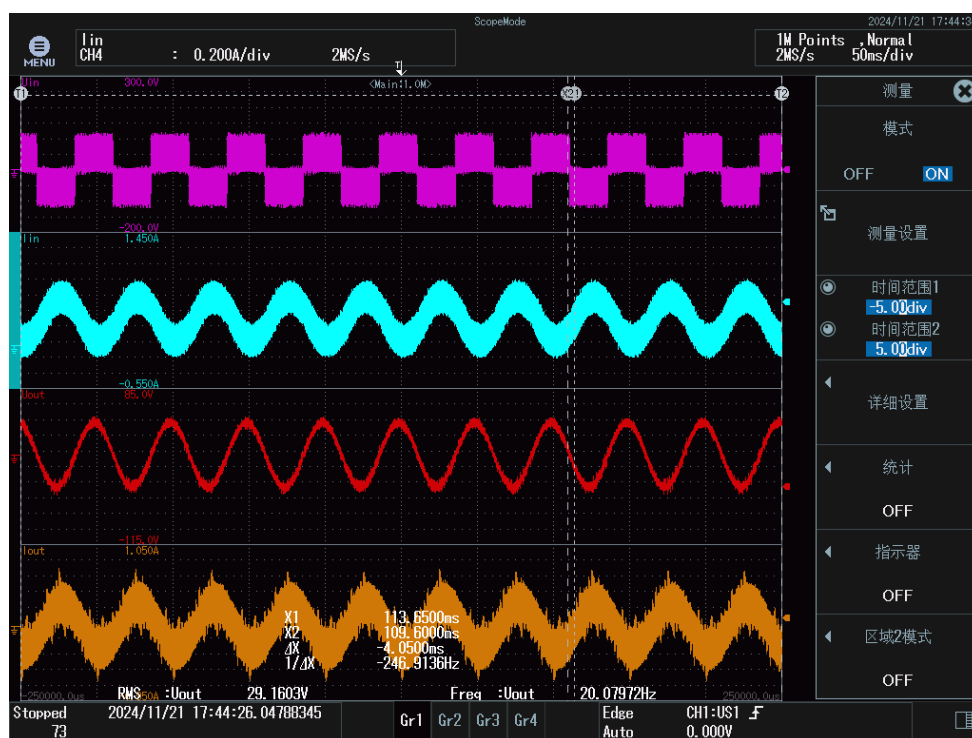 ScopeMode
2024/11/21 17:44:3
MENU
Iin
CH4 : 0.200A/div 2MS/s
1M Points ,Normal
2MS/s 50ms/div
Uin 300.0V <Main:1.0M>
T1 X21 T2
-200.0V
Iin 1.450A
-0.550A
Uout 85.0V
-115.0V
Iout 1.050A
X1 113.6500ms
X2 109.6000ms
⊿X -4.0500ms
1/⊿X -246.9136Hz
-250000.0us RMS :Uout 29.1603V Freq :Uout 20.07972Hz 250000.0us
测量
模式
OFF ON
测量设置
时间范围1
-5.00div
时间范围2
5.00div
详细设置
统计
OFF
指示器
OFF
区域2模式
OFF
Stopped 2024/11/21 17:44:26.04788345 Gr1 Gr2 Gr3 Gr4 Edge CH1:US1
73 Auto 0.000V